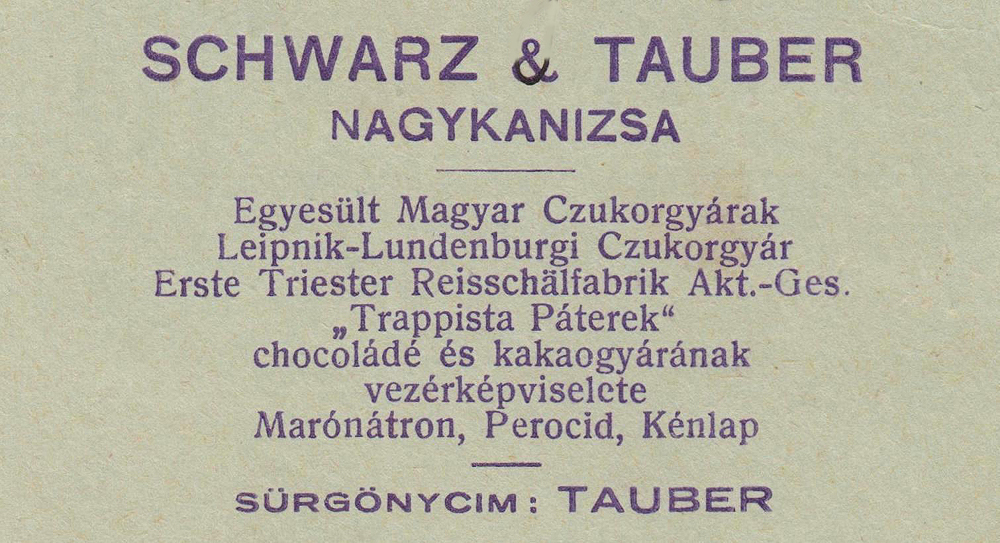 SCHWARZ & TAUBER
NAGYKANIZSA
Egyesült Magyar Czukorgyárak
Leipnik-Lundenburgi Czukorgyár
Erste Triester Reisschälfabrik Akt.-Ges.
„Trappista Páterek“
chocoládé és kakaogyárának
vezérképviselete
Marónátron, Perocid, Kénlap
SÜRGÖNYCIM: TAUBER